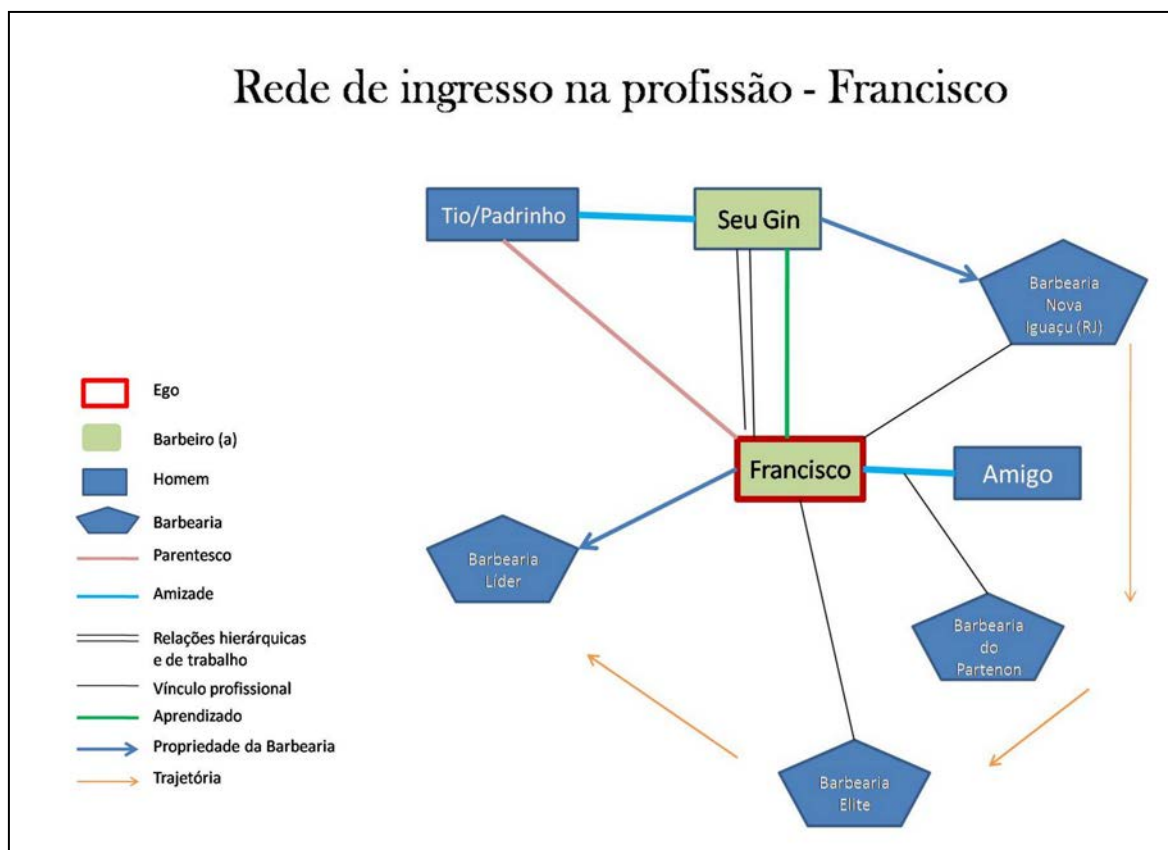 Rede de ingresso na profissão - Francisco
Tio/Padrinho
Seu Gin
Barbearia
Nova
Iguaçu (RJ)
Francisco
Amigo
Barbearia
Líder
Barbearia
do
Partenon
Barbearia
Elite
Ego
Barbeiro (a)
Homem
Barbearia
Parentesco
Amizade
Relações hierárquicas
e de trabalho
Vínculo profissional
Aprendizado
Propriedade da Barbearia
Trajetória